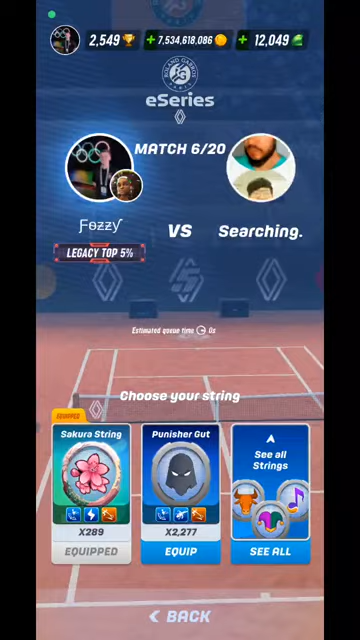 2,549
+ 7,534,618,086
+ 12,049
ROLAND GARROS
eSeries
MATCH 6/20
Ƒɵƶƶƴ
VS
Searching.
LEGACY TOP 5%
Estimated queue time 0s
Choose your string
EQUIPPED
Sakura String
X289
EQUIPPED
Punisher Gut
X2,277
EQUIP
See all
Strings
SEE ALL
< BACK